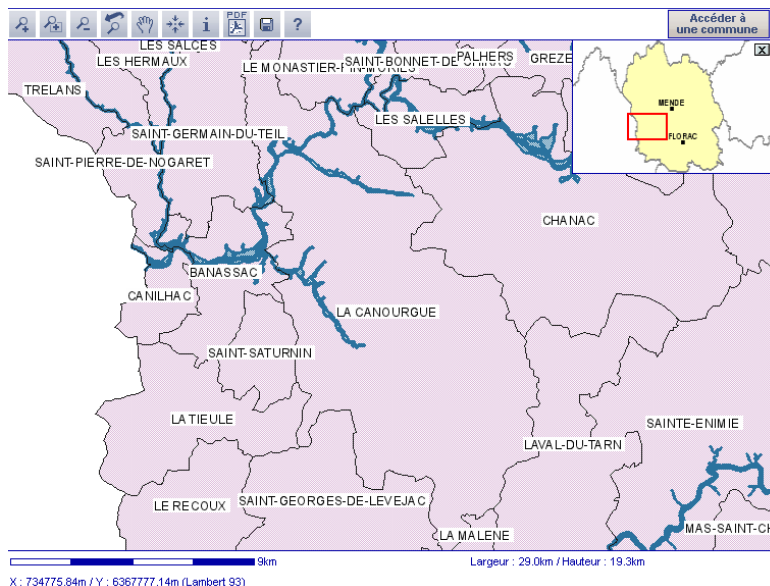 PDF
i
?
Accéder à
une commune
LES SALCES
LES HERMAUX
LE MONASTIER-PIN-MORIES
SAINT-BONNET-DE-CHIRAC
PALHERS
GREZE
X
TRELANS
MENDE
LES SALELLES
SAINT-GERMAIN-DU-TEIL
FLORAC
SAINT-PIERRE-DE-NOGARET
CHANAC
BANASSAC
CANILHAC
LA CANOURGUE
SAINT-SATURNIN
LA TIEULE
SAINTE-ENIMIE
LAVAL-DU-TARN
SAINT-GEORGES-DE-LEVEJAC
LE RECOUX
MAS-SAINT-CH
LA MALENE
9km
Largeur : 29.0km / Hauteur : 19.3km
X : 734775.84m / Y : 6367777.14m (Lambert 93)